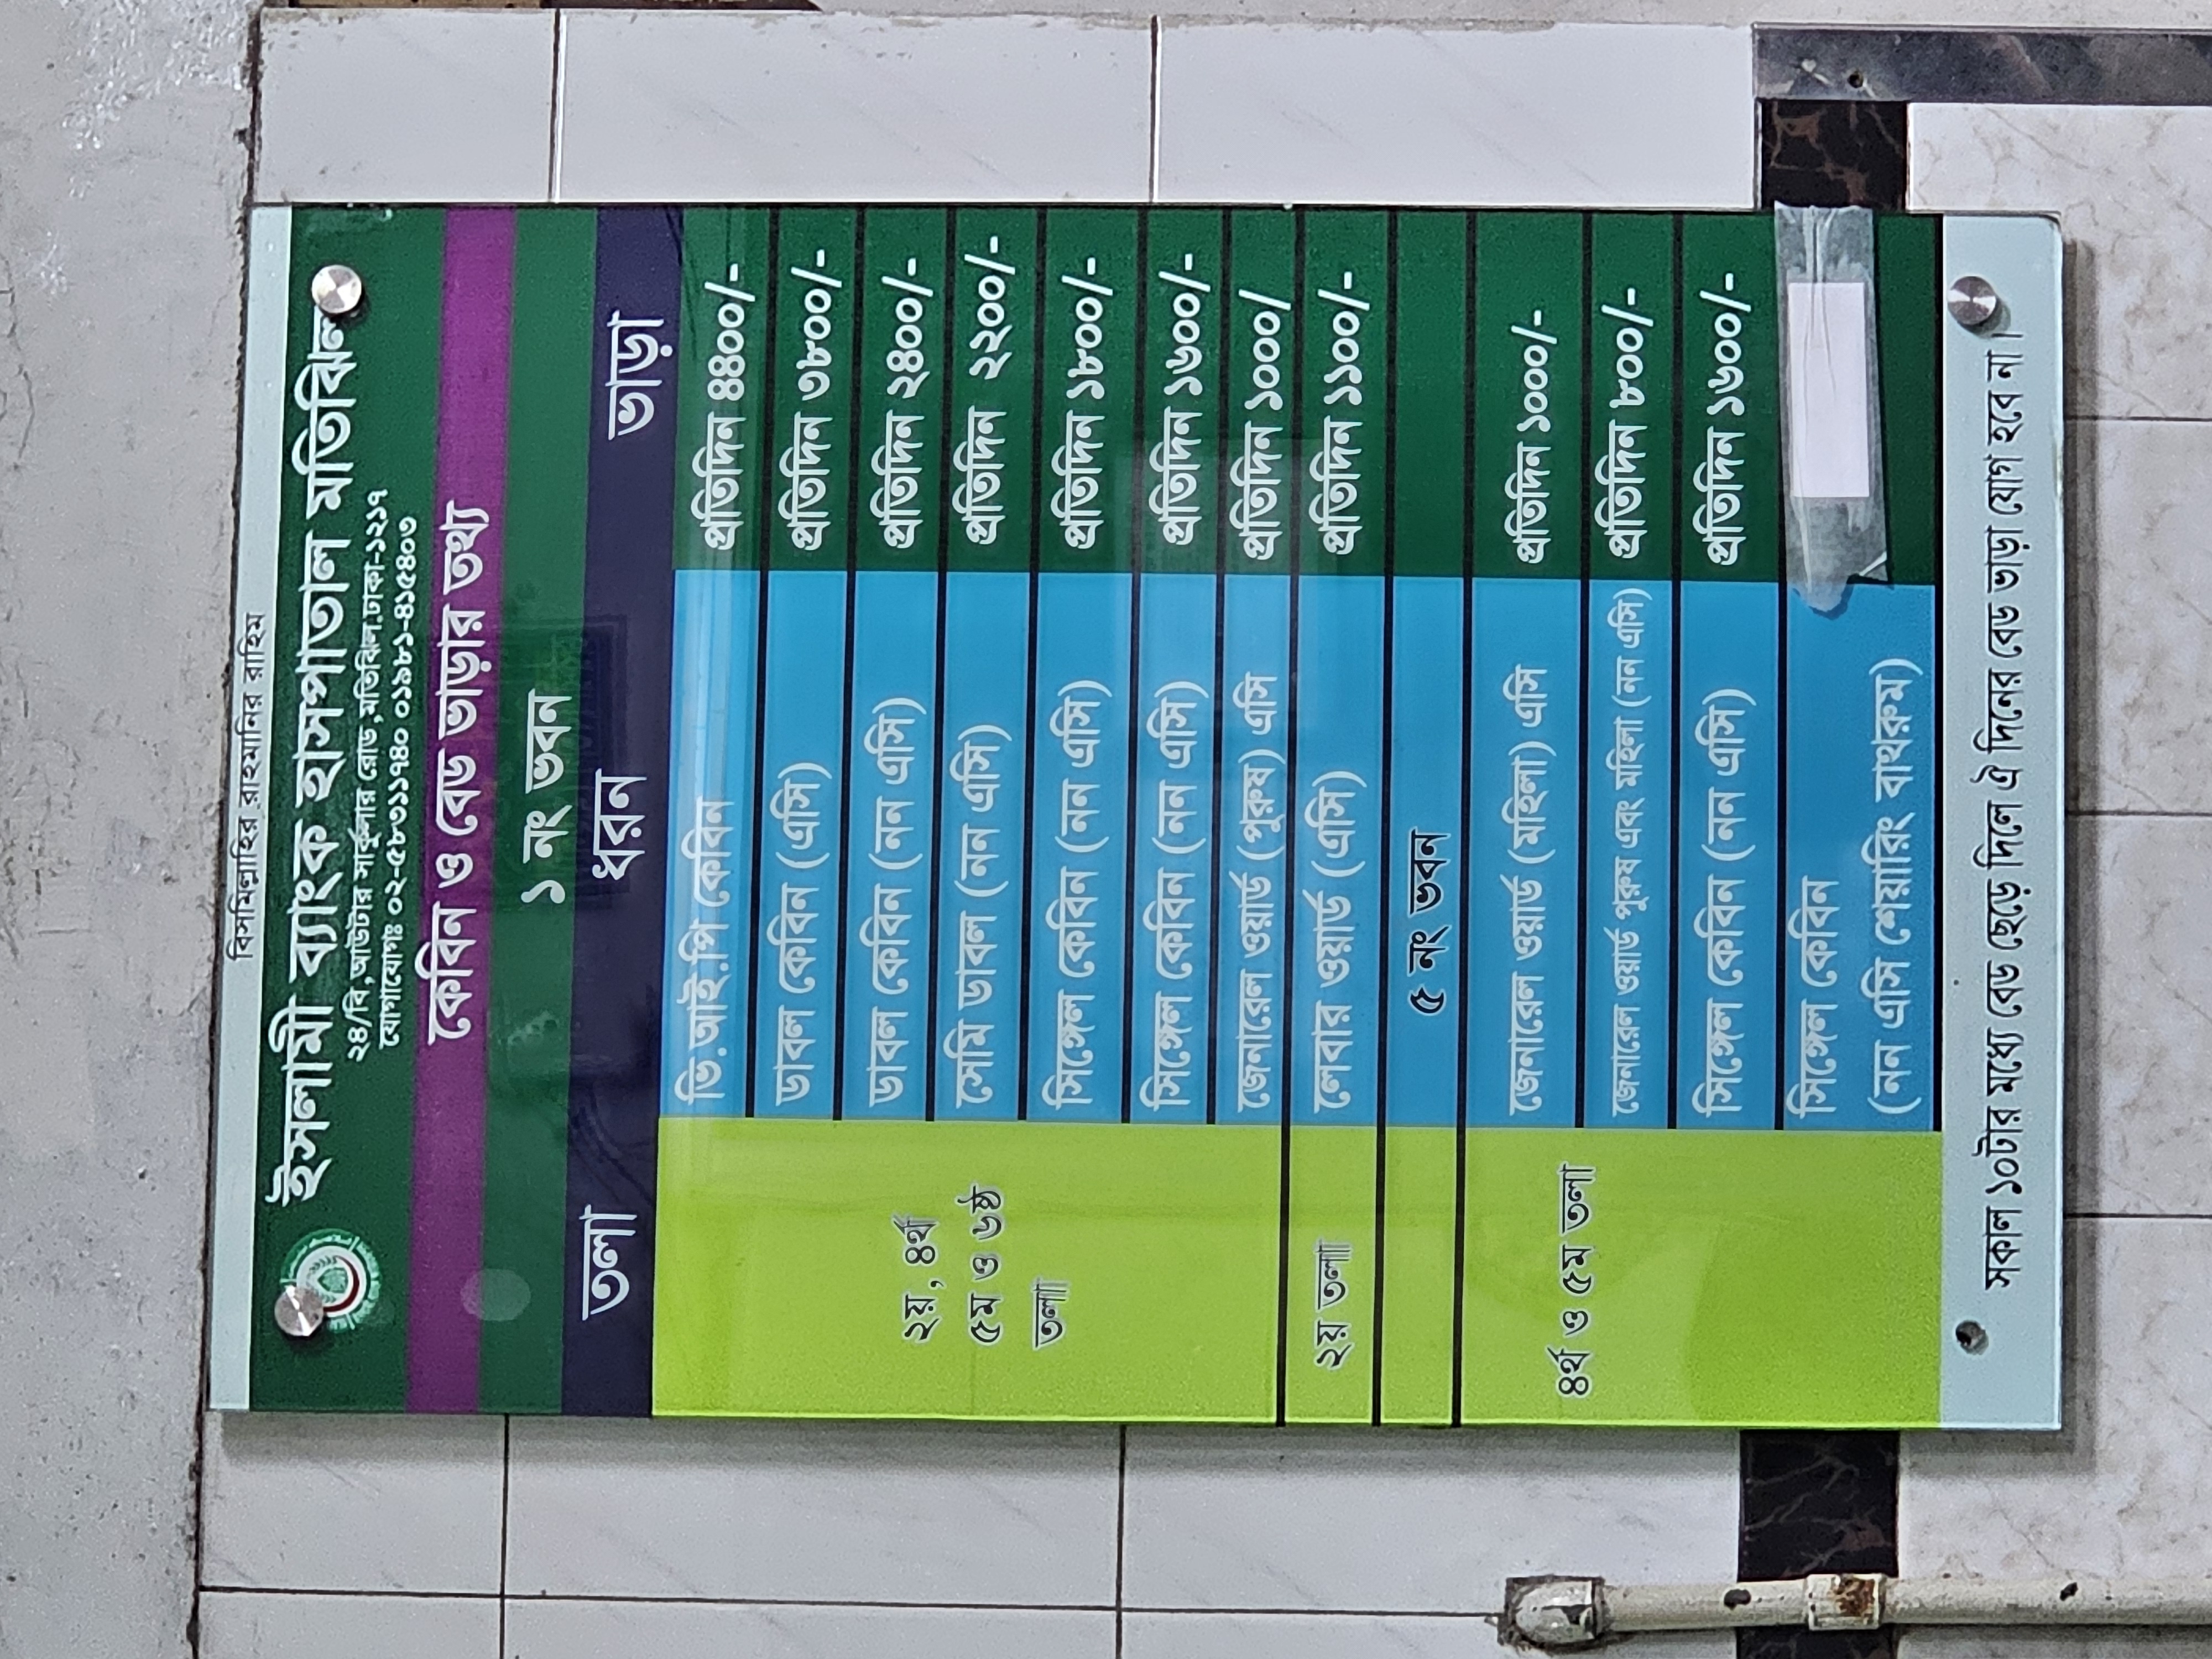 বিসমিল্লাহির রাহমানির রাহিম
ইসলামী ব্যাংক হাসপাতাল মতিঝিল
২৪/বি,আউটার সার্কুলার রোড,মতিঝিল.ঢাকা-১২১৭
যোগাযোগঃ ০২-৫৮৩১১৭৪০ ০১৯৮১-৪১৫৪০৩
কেবিন ও বেড ভাড়ার তথ্য
১ নং ভবন
তলা ধরন ভাড়া
২য়, ৪র্থ
৫ম ও ৬ষ্ঠ
তলা
ভি.আই.পি কেবিন প্রতিদিন ৪৪০০/-
ডাবল কেবিন (এসি) প্রতিদিন ৩৮০০/-
ডাবল কেবিন (নন এসি) প্রতিদিন ২৪০০/-
সেমি ডাবল (নন এসি) প্রতিদিন ২২০০/-
সিঙ্গেল কেবিন (নন এসি) প্রতিদিন ১৮০০/-
সিঙ্গেল কেবিন (নন এসি) প্রতিদিন ১৬০০/-
জেনারেল ওয়ার্ড (পুরুষ) এসি প্রতিদিন ১০০০/
২য় তলা লেবার ওয়ার্ড (এসি) প্রতিদিন ১১০০/-
৫ নং ভবন
৪র্থ ও ৫ম তলা
জেনারেল ওয়ার্ড (মহিলা) এসি প্রতিদিন ১০০০/-
জেনারেল ওয়ার্ড পুরুষ এবং মহিলা (নন এসি) প্রতিদিন ৮০০/-
সিঙ্গেল কেবিন (নন এসি) প্রতিদিন ১৬০০/-
সিঙ্গেল কেবিন
(নন এসি শেয়ারিং বাথরুম)
সকাল ১০টার মধ্যে বেড ছেড়ে দিলে ঐ দিনের বেড ভাড়া যোগ হবে না।